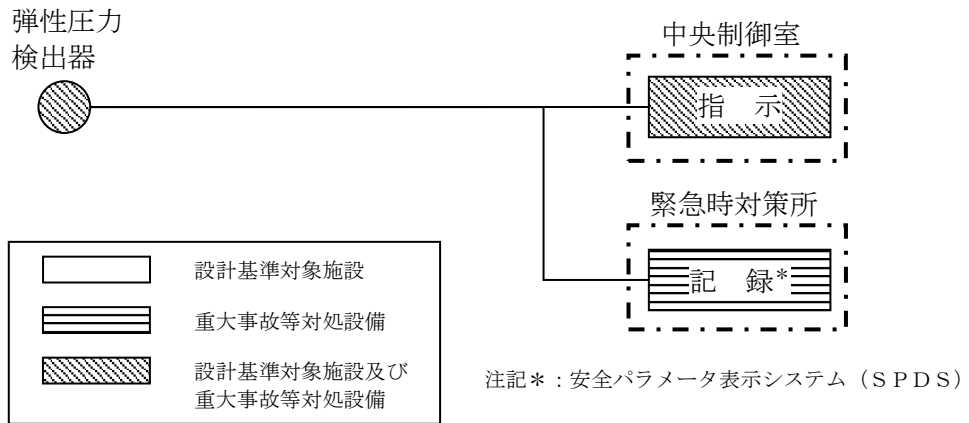 弾性圧力
検出器
中央制御室
指　示
緊急時対策所
記　録*
設計基準対象施設
重大事故等対処設備
設計基準対象施設及び
重大事故等対処設備
注記＊：安全パラメータ表示システム（ＳＰＤＳ）